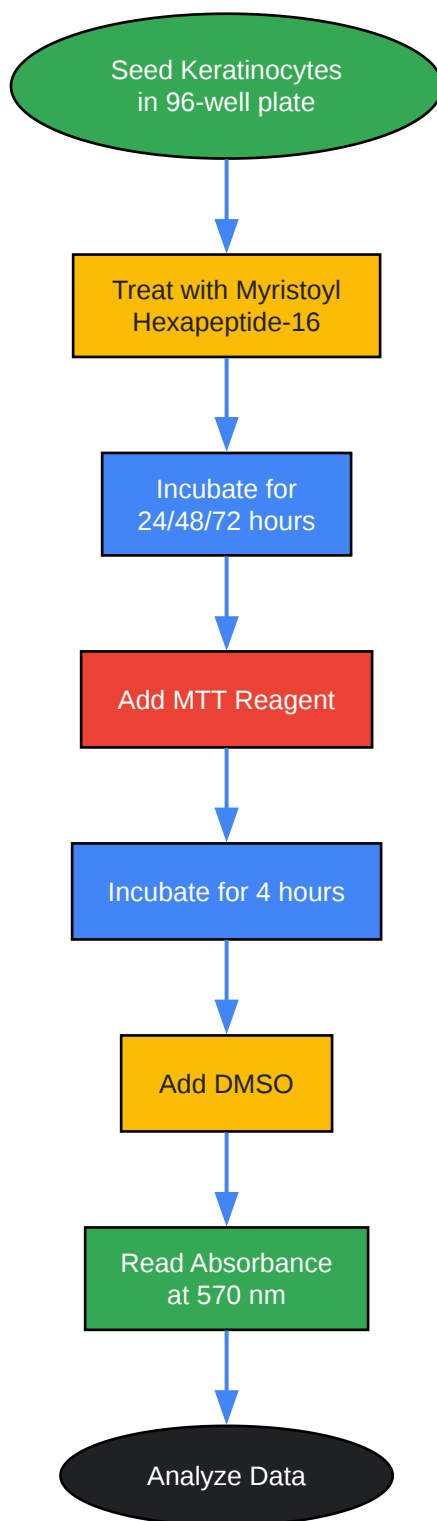 Seed Keratinocytes
in 96-well plate
Treat with Myristoyl
Hexapeptide-16
Incubate for
24/48/72 hours
Add MTT Reagent
Incubate for 4 hours
Add DMSO
Read Absorbance
at 570 nm
Analyze Data